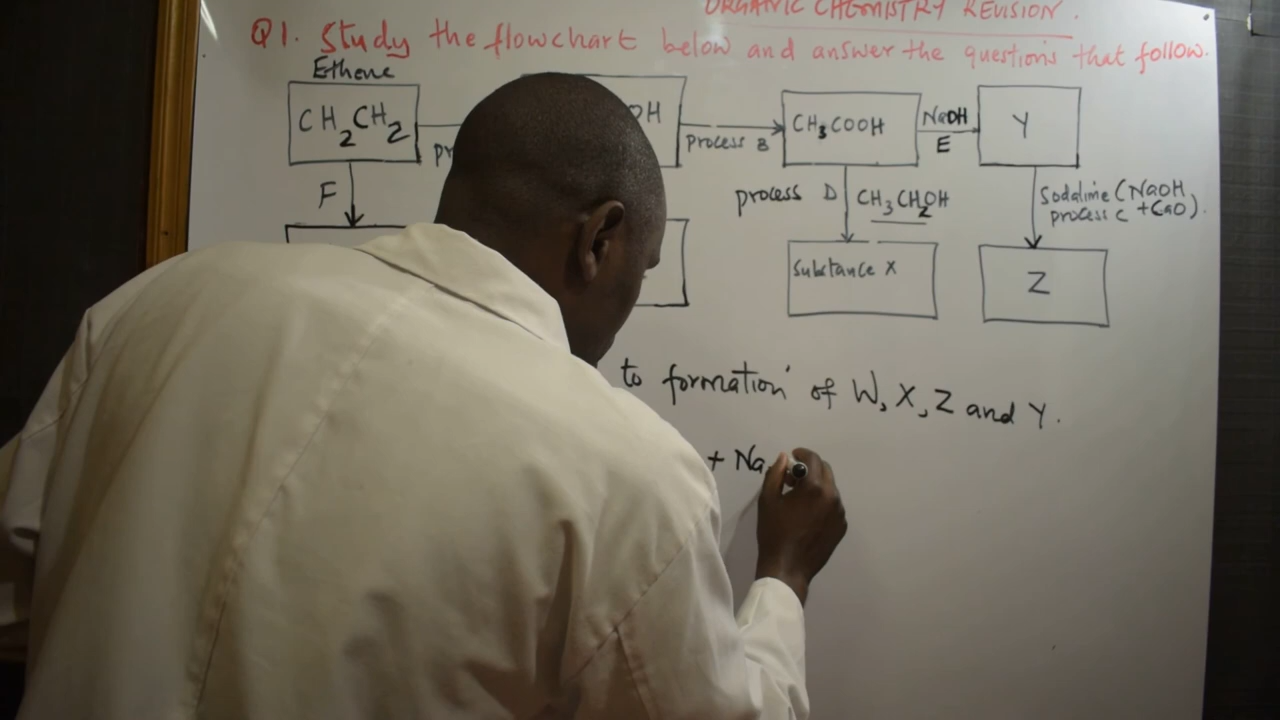 ORGANIC CHEMISTRY REVISION.
Q1. Study the flowchart below and answer the questions that follow.
Ethene
CH2CH2
OH
process B
CH3COOH
NaOH
E
Y
F
process D
CH3CH2OH
Sodalime (NaOH
process C +CaO).
Substance X
Z
to formation of W, X, Z and Y.
+ Na